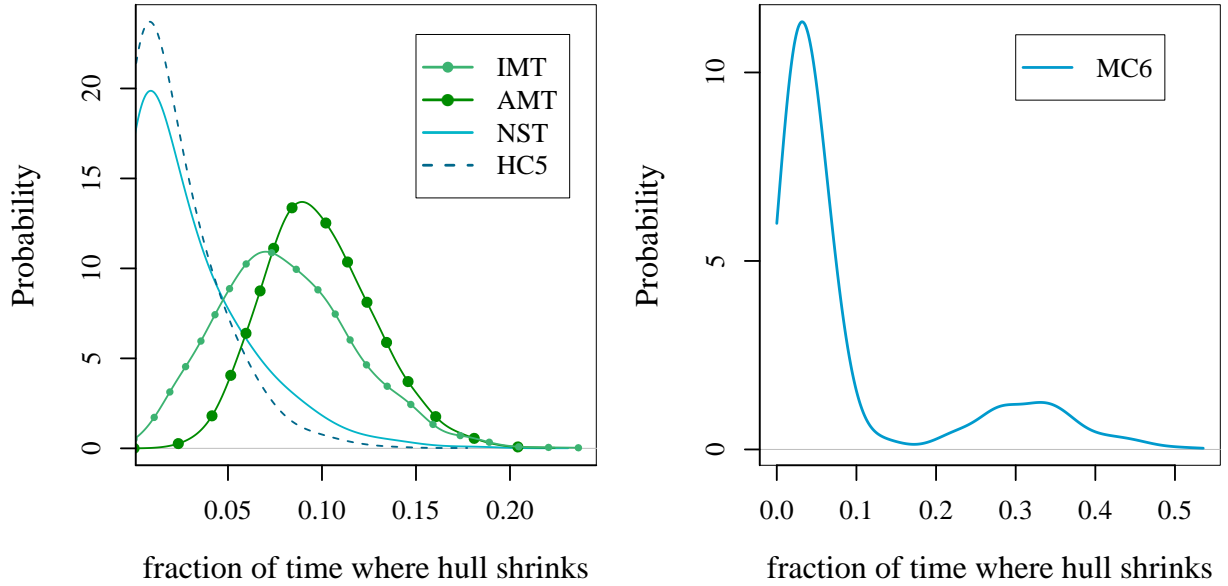 IMT
AMT
NST
HC5
Probability
0
5
10
15
20
0.05
0.10
0.15
0.20
fraction of time where hull shrinks
MC6
Probability
0
5
10
0.0
0.1
0.2
0.3
0.4
0.5
fraction of time where hull shrinks